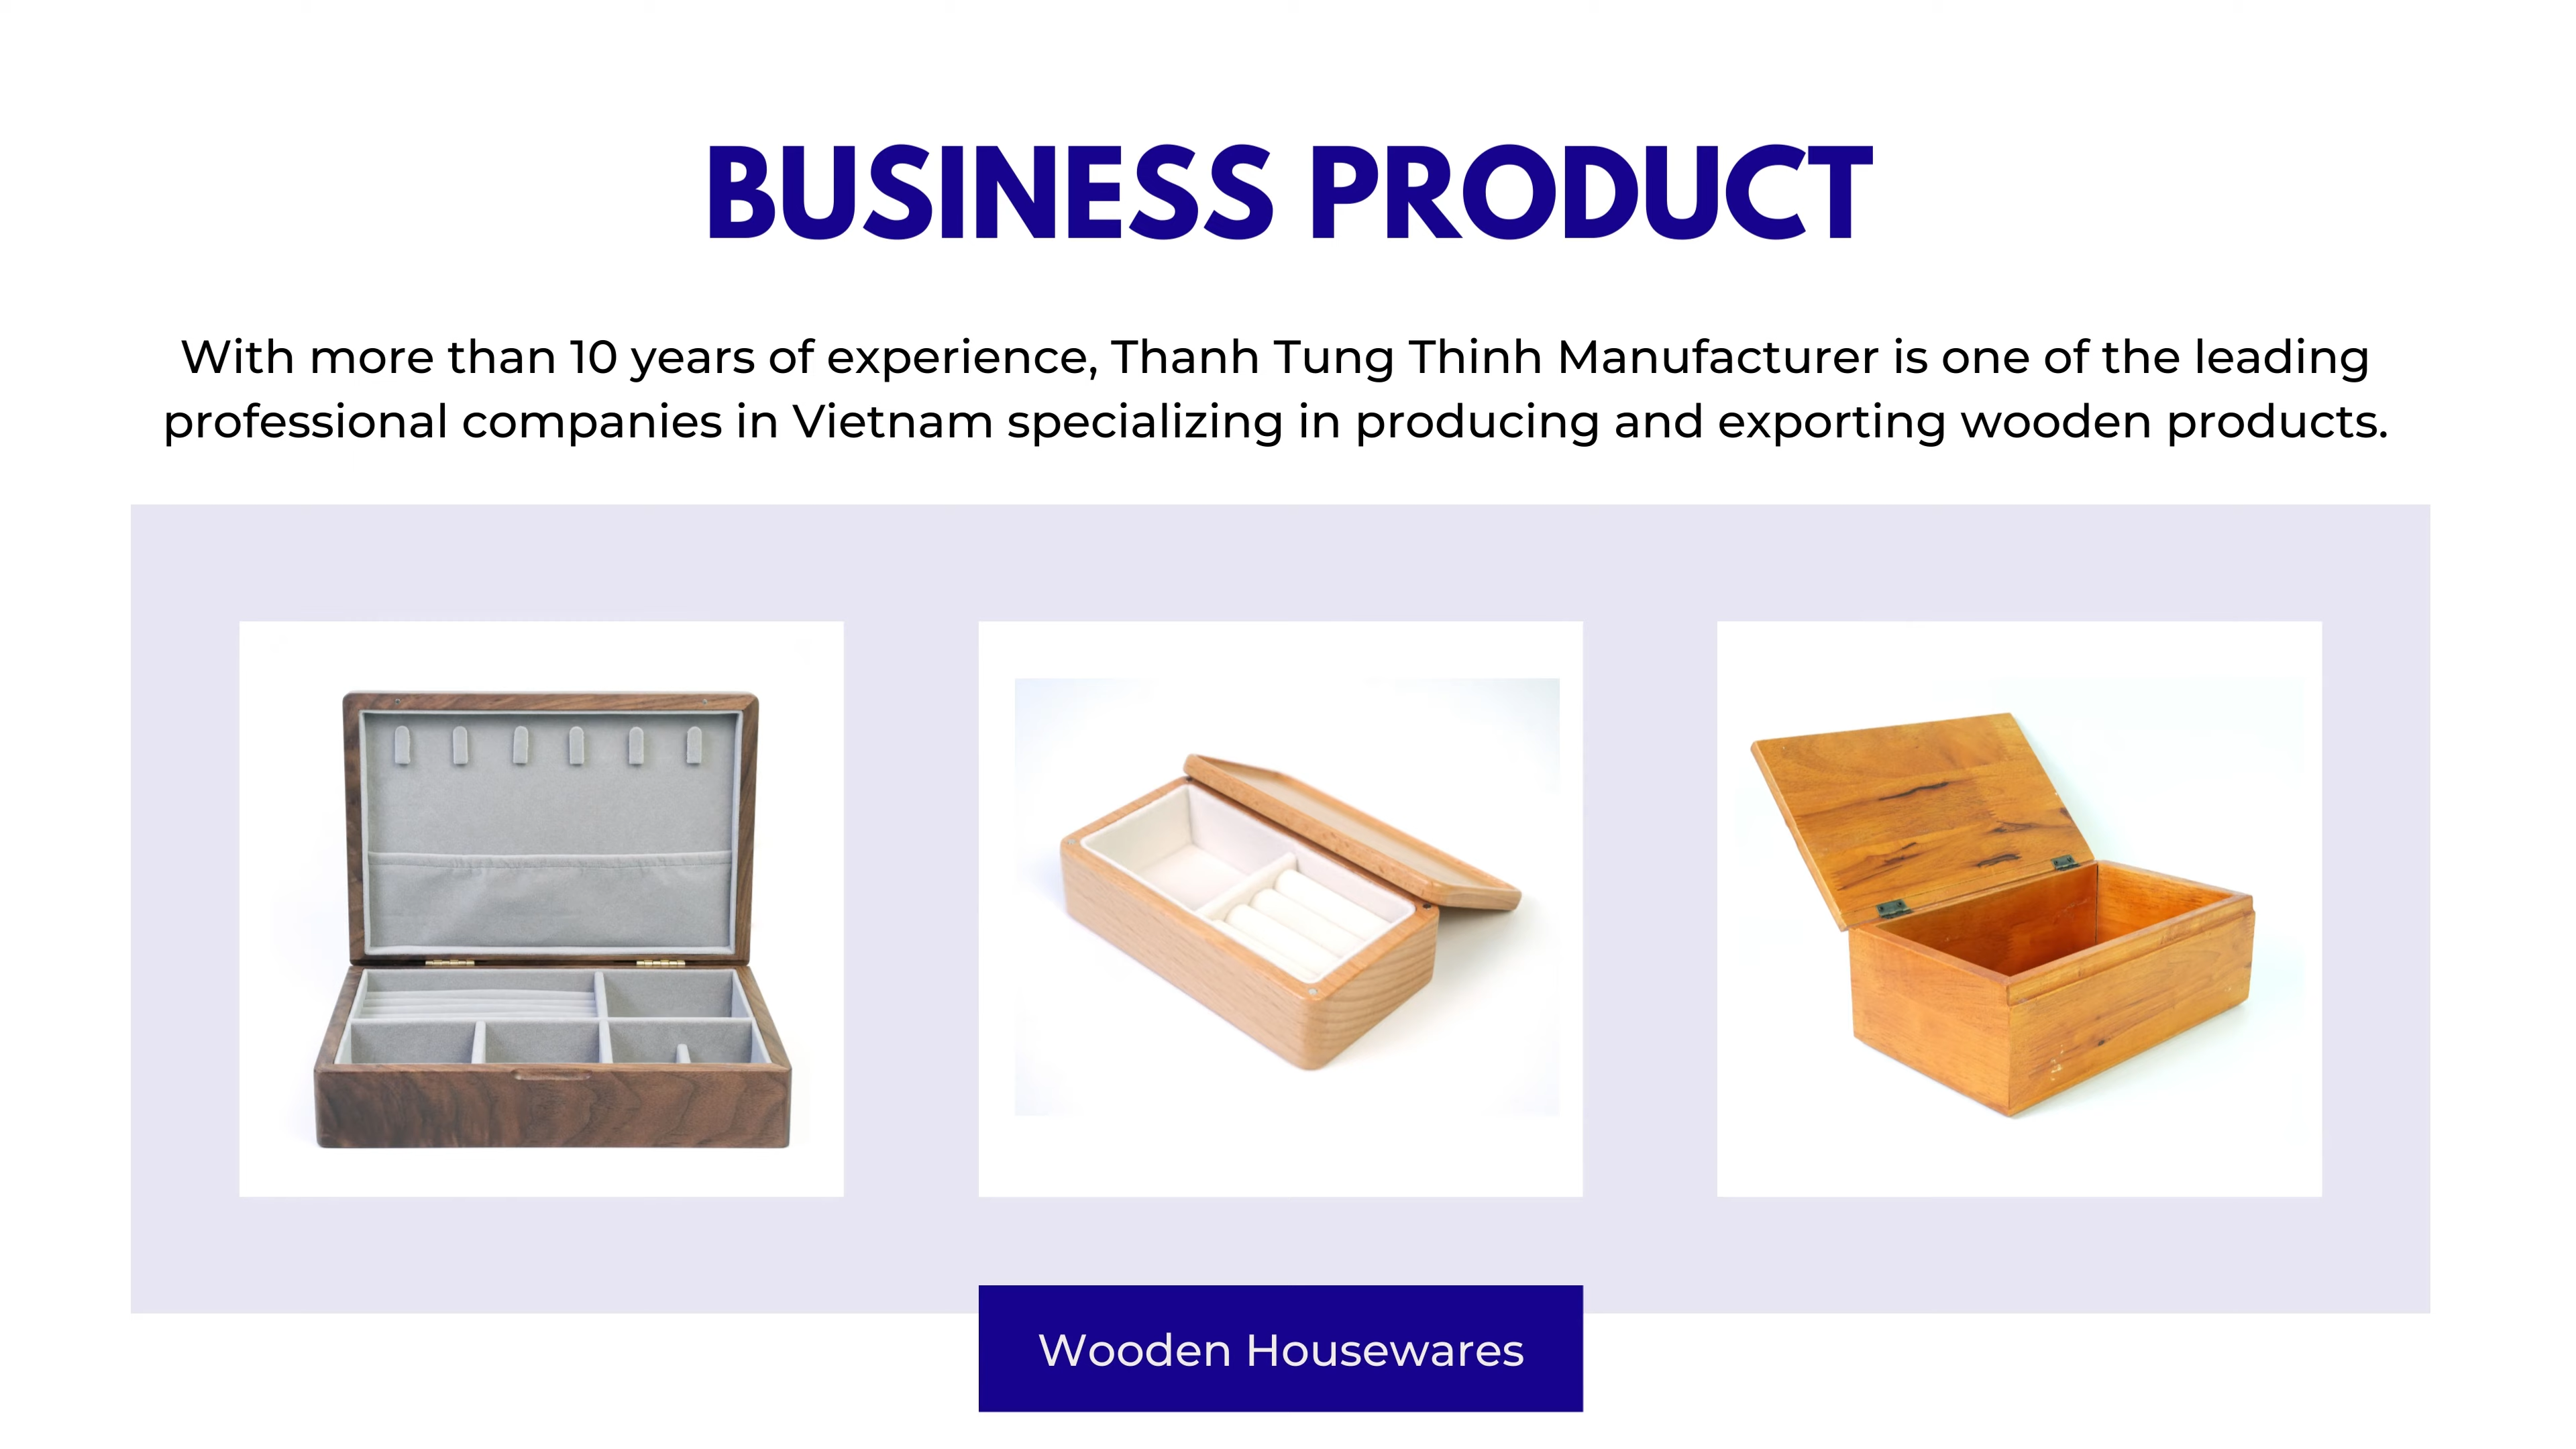 BUSINESS PRODUCT
With more than 10 years of experience, Thanh Tung Thinh Manufacturer is one of the leading
professional companies in Vietnam specializing in producing and exporting wooden products.
Wooden Housewares